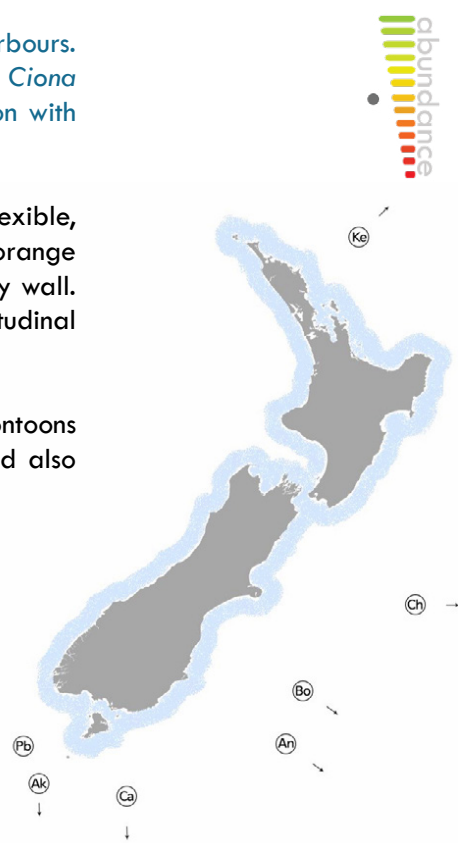 rbours.
Ciona
on with
abundance
exible,
orange
y wall.
tudinal
ontoons
d also
Ke
Ch
Bo
An
Pb
Ak
Ca